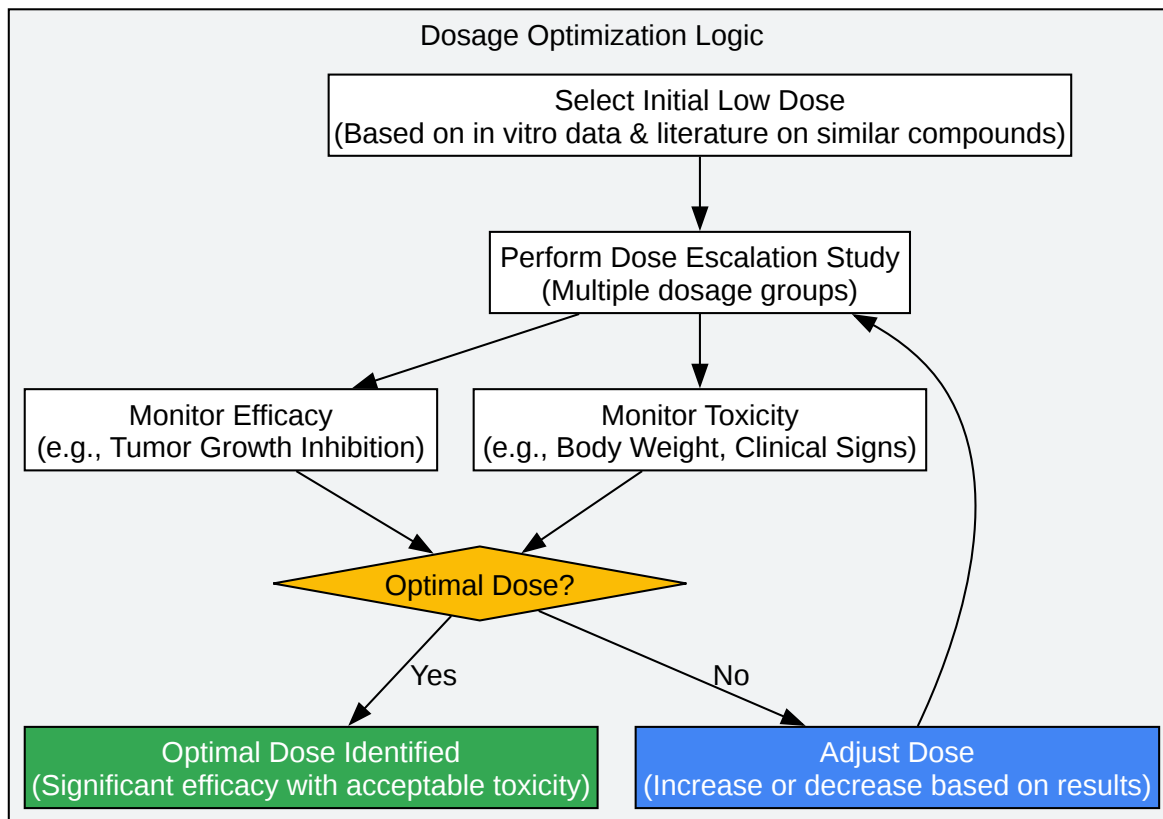 Dosage Optimization Logic
Select Initial Low Dose
(Based on in vitro data & literature on similar compounds)
Perform Dose Escalation Study
(Multiple dosage groups)
Monitor Efficacy
(e.g., Tumor Growth Inhibition)
Monitor Toxicity
(e.g., Body Weight, Clinical Signs)
Optimal Dose?
Yes
No
Optimal Dose Identified
(Significant efficacy with acceptable toxicity)
Adjust Dose
(Increase or decrease based on results)